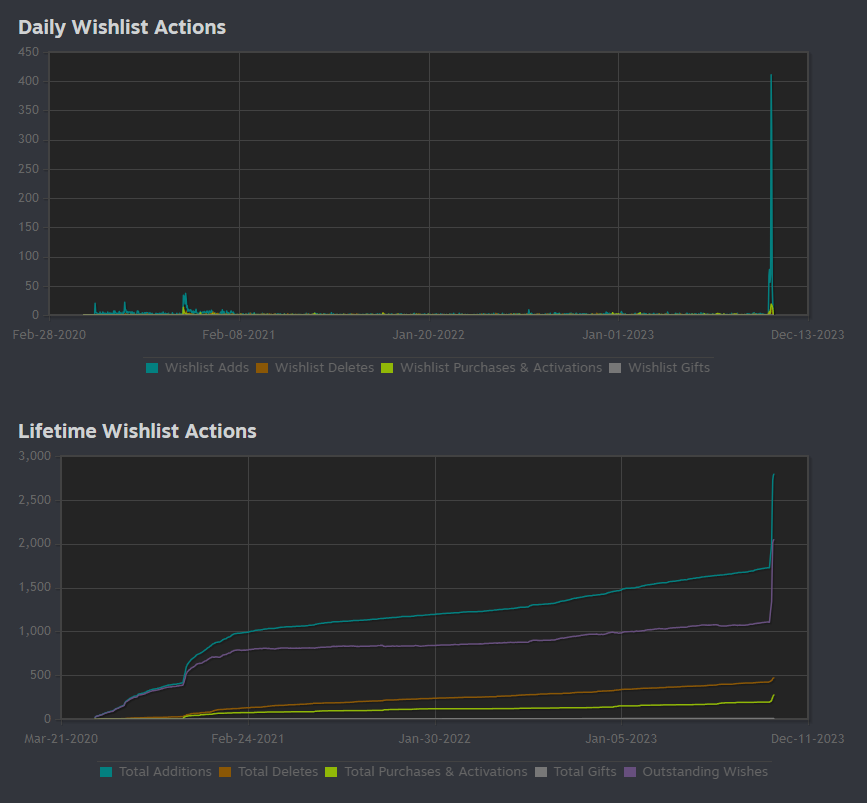 Daily Wishlist Actions
450
400
350
300
250
200
150
100
50
0
Feb-28-2020 Feb-08-2021 Jan-20-2022 Jan-01-2023 Dec-13-2023
Wishlist Adds Wishlist Deletes Wishlist Purchases & Activations Wishlist Gifts
Lifetime Wishlist Actions
3,000
2,500
2,000
1,500
1,000
500
0
Mar-21-2020 Feb-24-2021 Jan-30-2022 Jan-05-2023 Dec-11-2023
Total Additions Total Deletes Total Purchases & Activations Total Gifts Outstanding Wishes